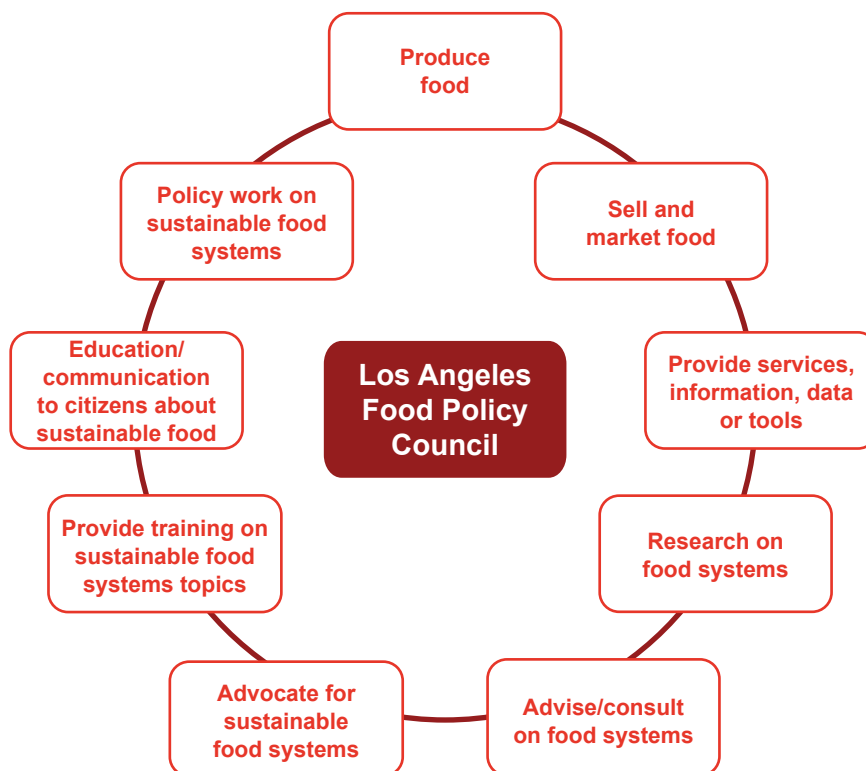 Produce
food
Policy work on
sustainable food
systems
Sell and
market food
Education/
communication
to citizens about
sustainable food
Los Angeles
Food Policy
Council
Provide services,
information, data
or tools
Provide training on
sustainable food
systems topics
Research on
food systems
Advocate for
sustainable
food systems
Advise/consult
on food systems